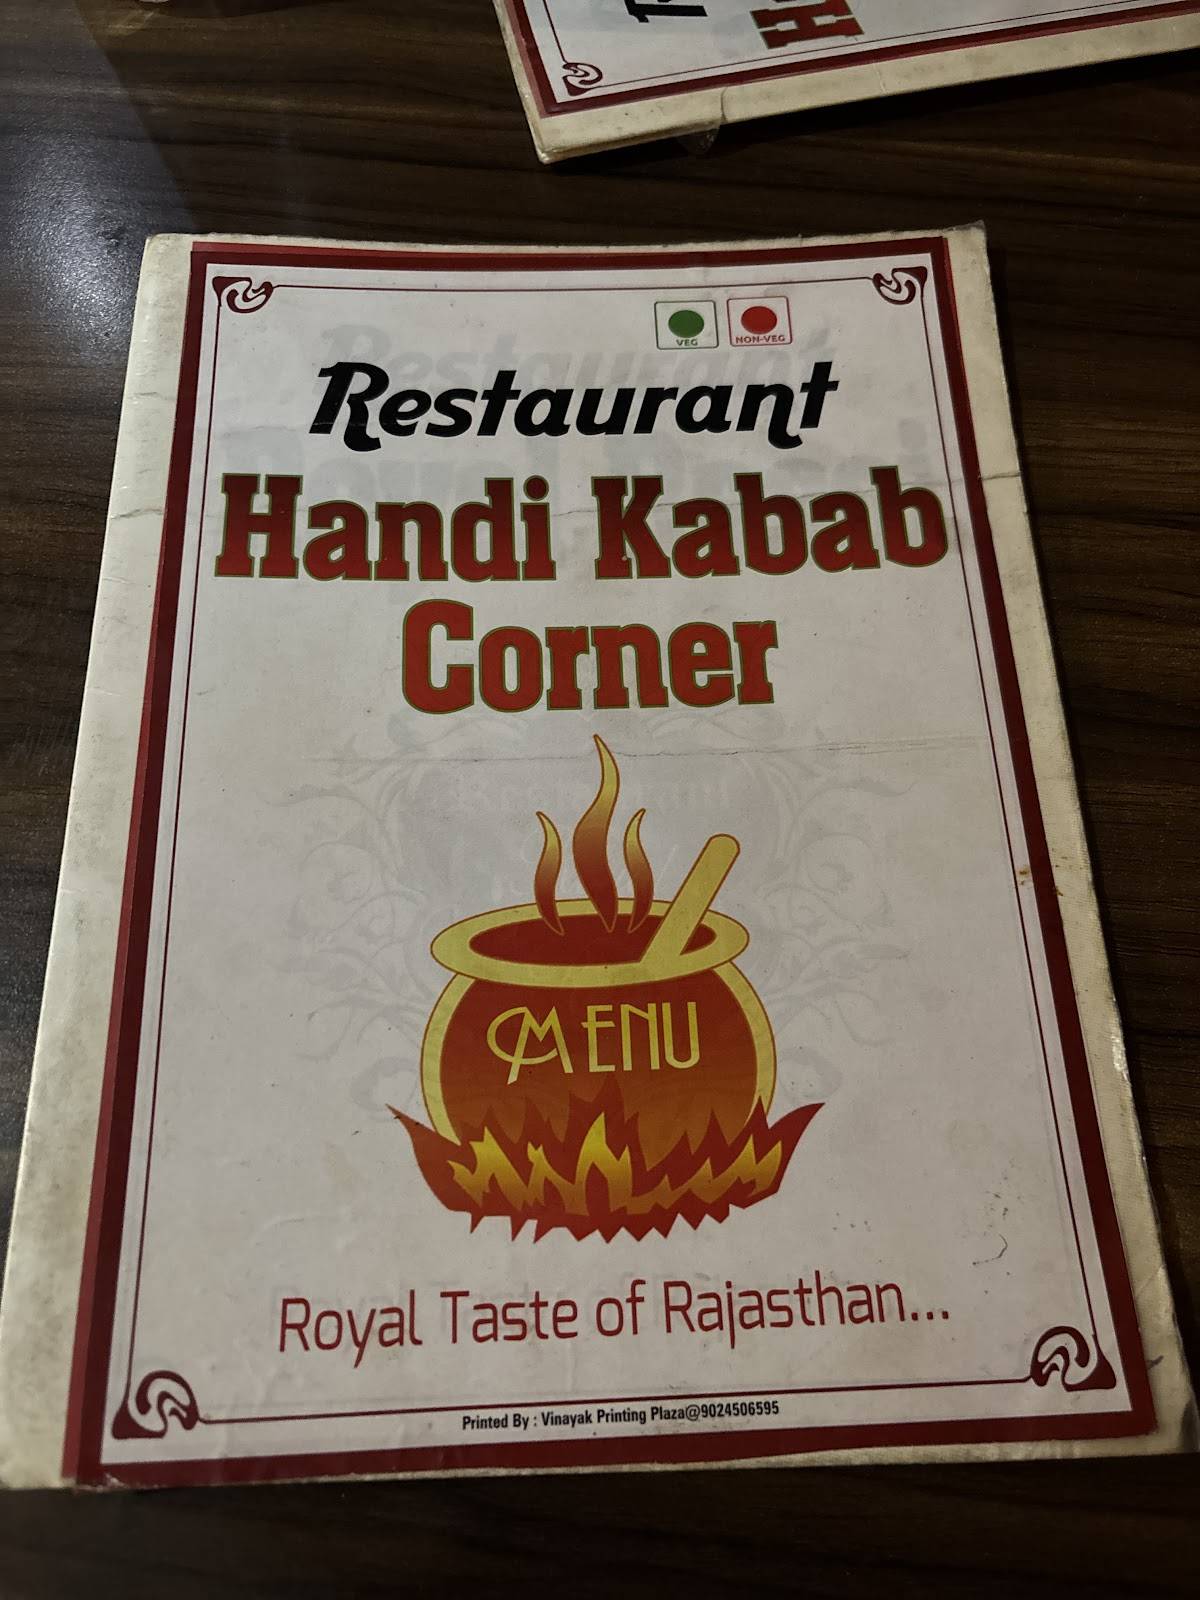 VEG NON-VEG
Restaurant
Handi Kabab
Corner
MENU
Royal Taste of Rajasthan...
Printed By : Vinayak Printing Plaza@9024506595